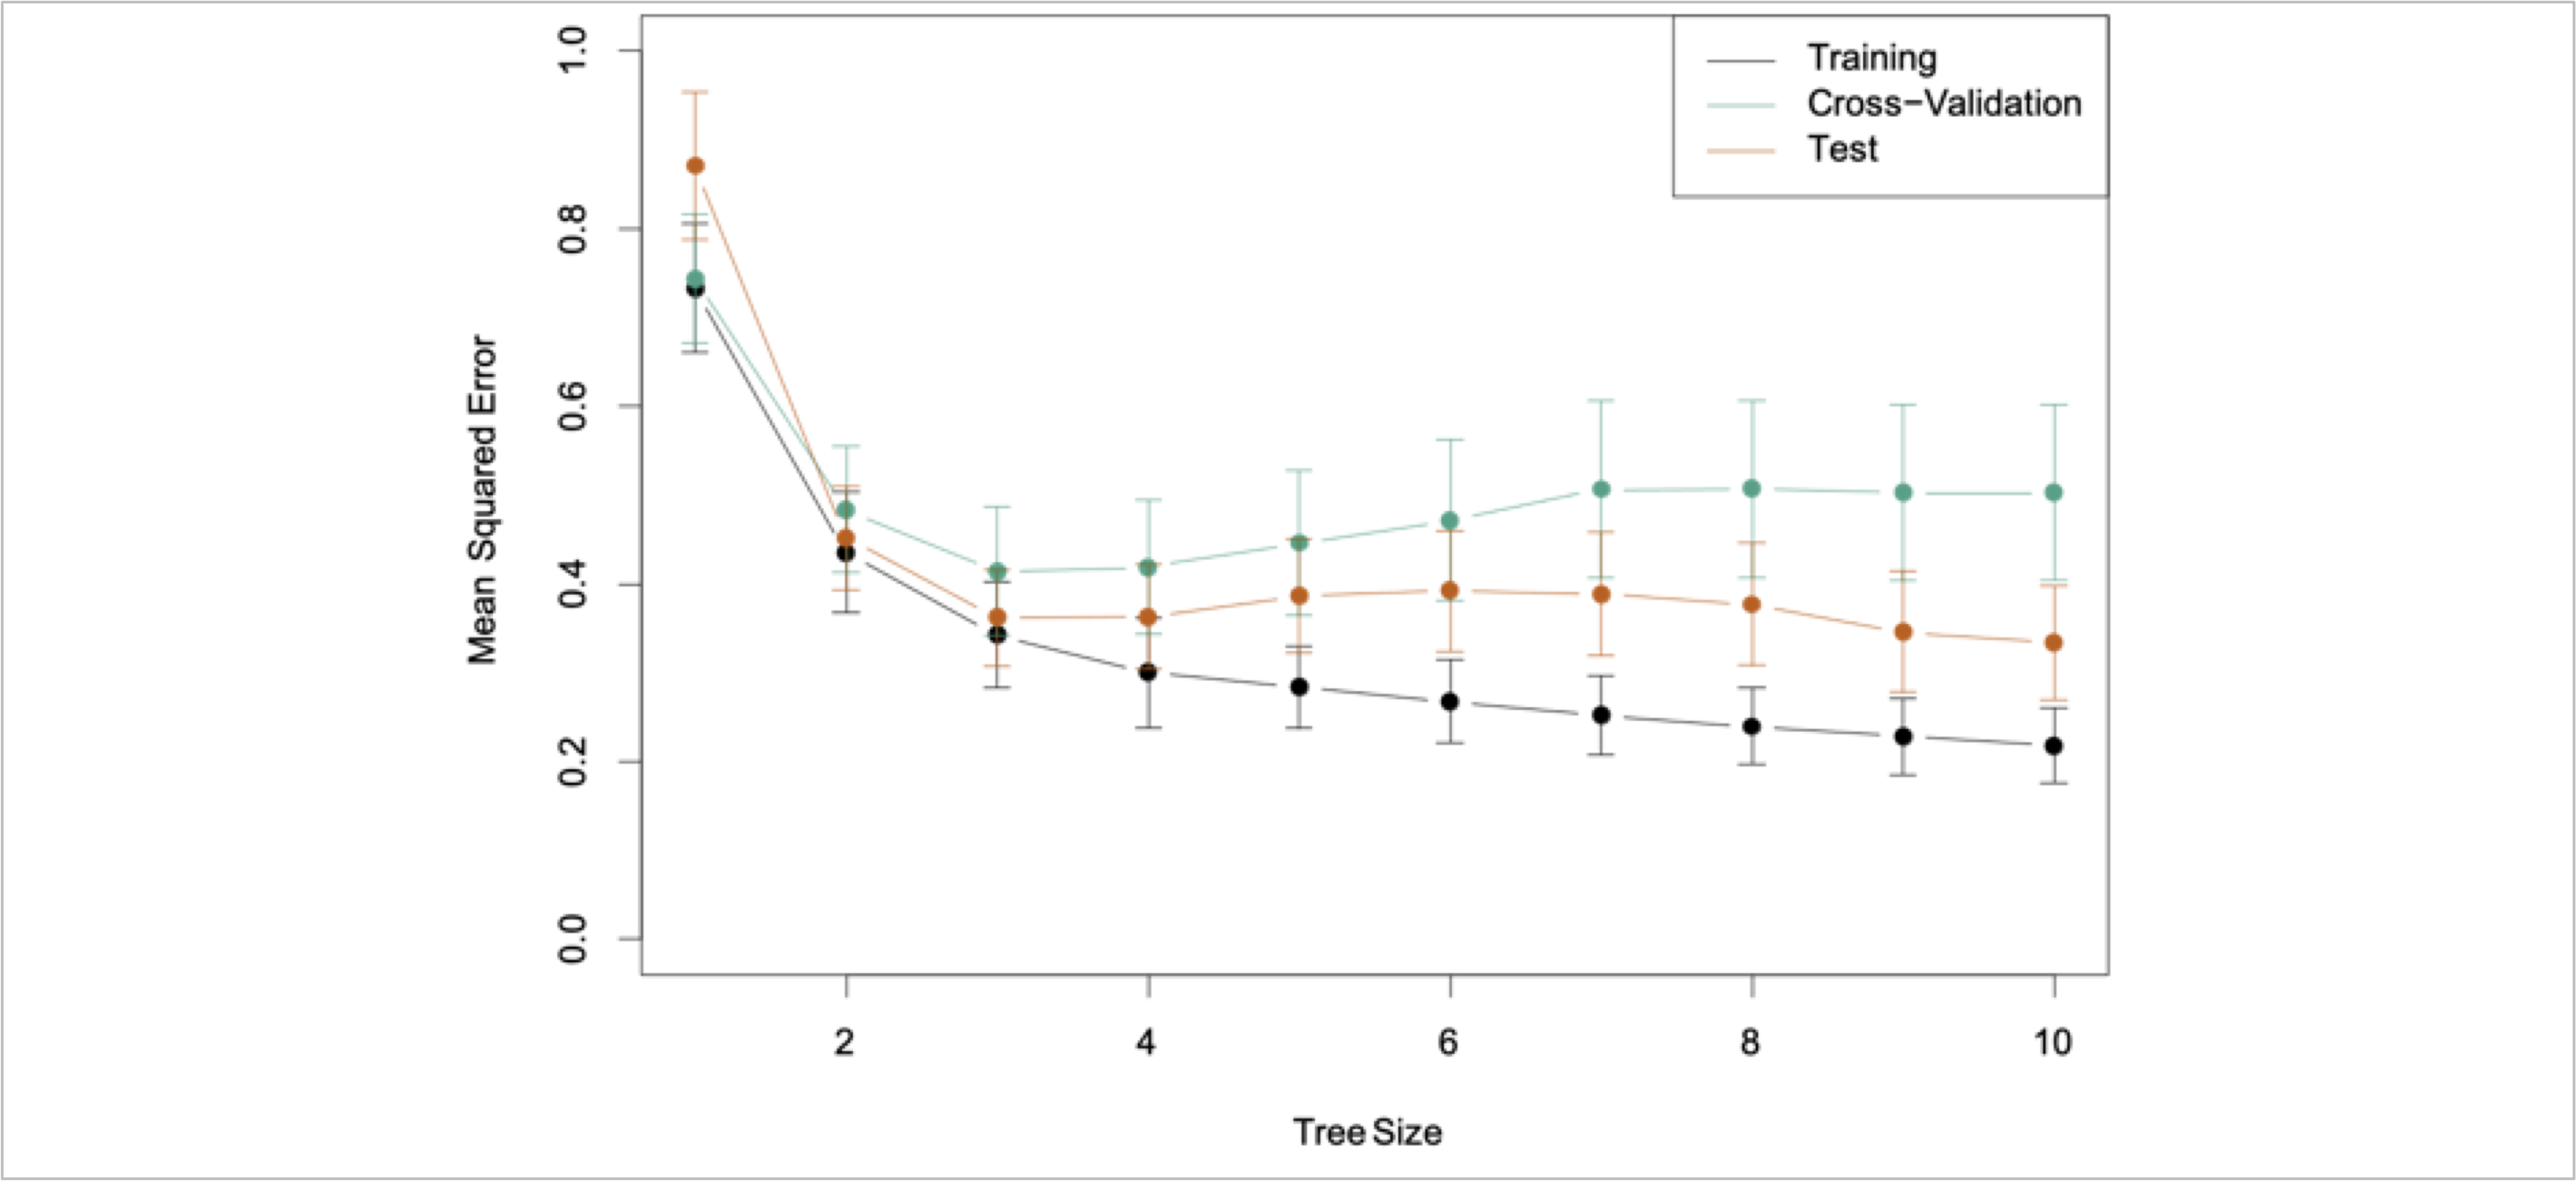 Training
Cross−Validation
Test
1.0
0.8
0.6
0.4
0.2
0.0
Mean Squared Error
2 4 6 8 10
Tree Size